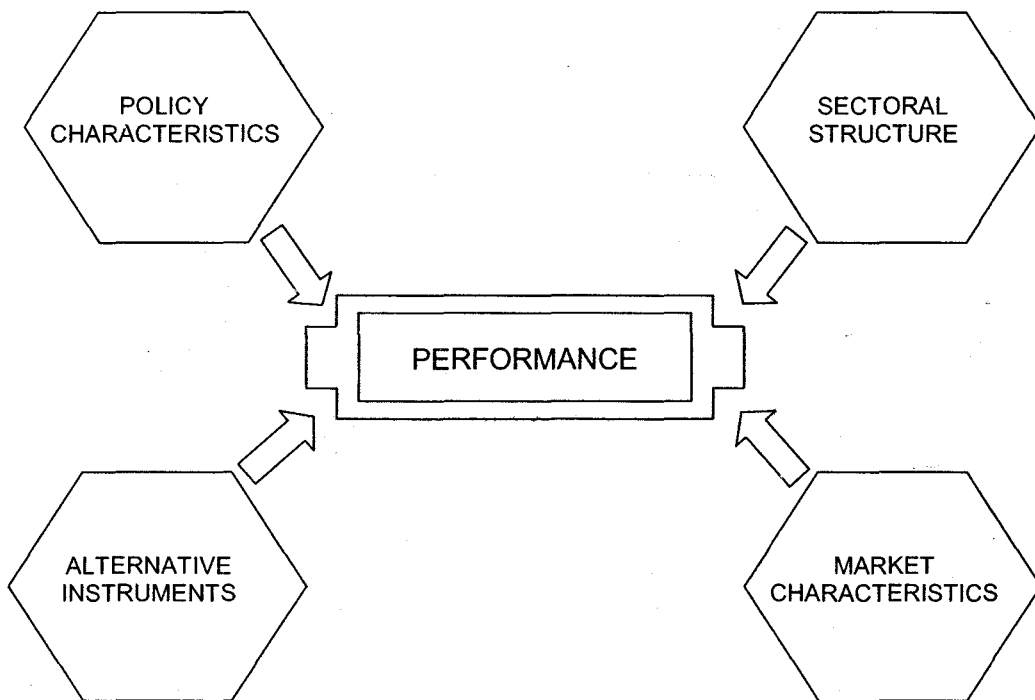 POLICY
CHARACTERISTICS
SECTORAL
STRUCTURE
PERFORMANCE
ALTERNATIVE
INSTRUMENTS
MARKET
CHARACTERISTICS